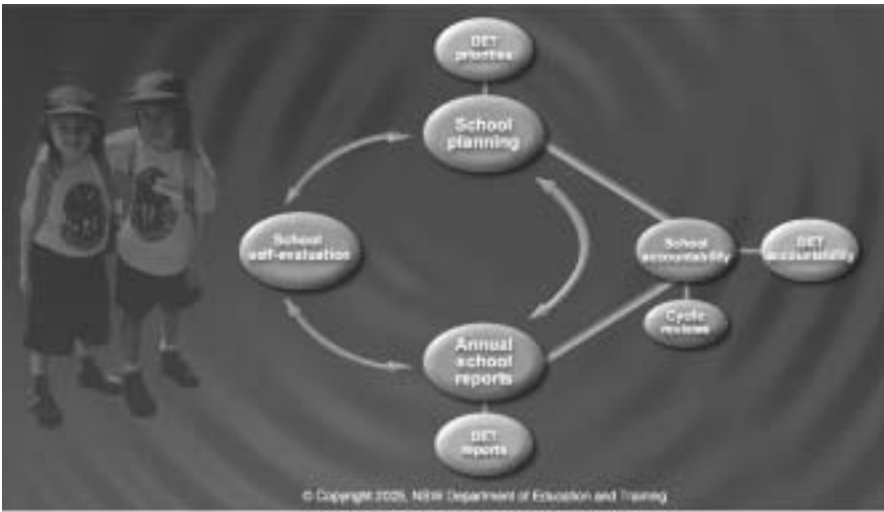 DET
priorities
School
planning
School
self-evaluation
School
accountability
DET
accountability
Cyclic
reviews
Annual
school
reports
DET
reports
© Copyright 2005, NSW Department of Education and Training